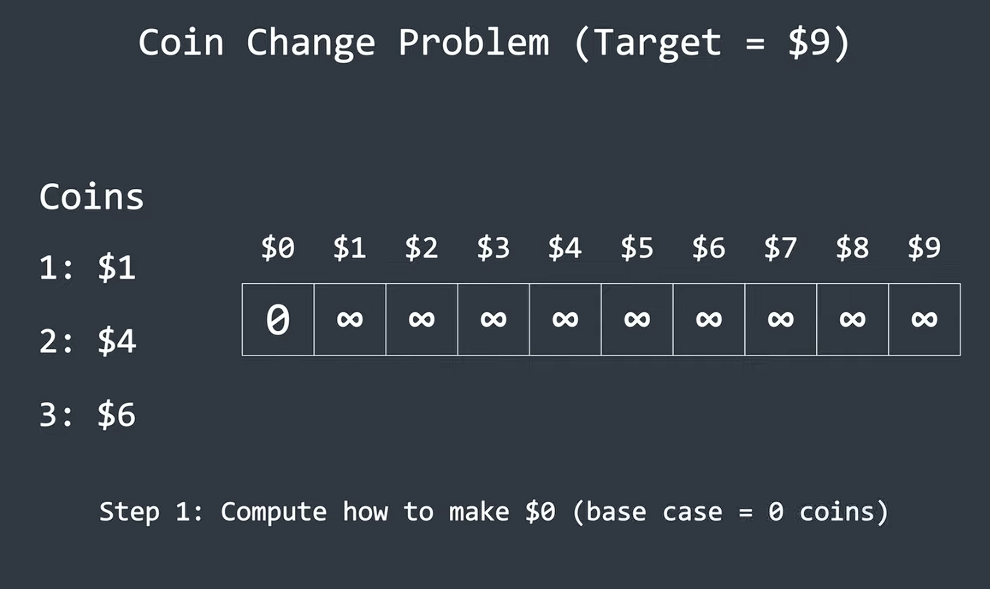 Coin Change Problem (Target = $9)
Coins
1: $1
2: $4
3: $6
$0 $1 $2 $3 $4 $5 $6 $7 $8 $9
0 ∞ ∞ ∞ ∞ ∞ ∞ ∞ ∞ ∞
Step 1: Compute how to make $0 (base case = 0 coins)